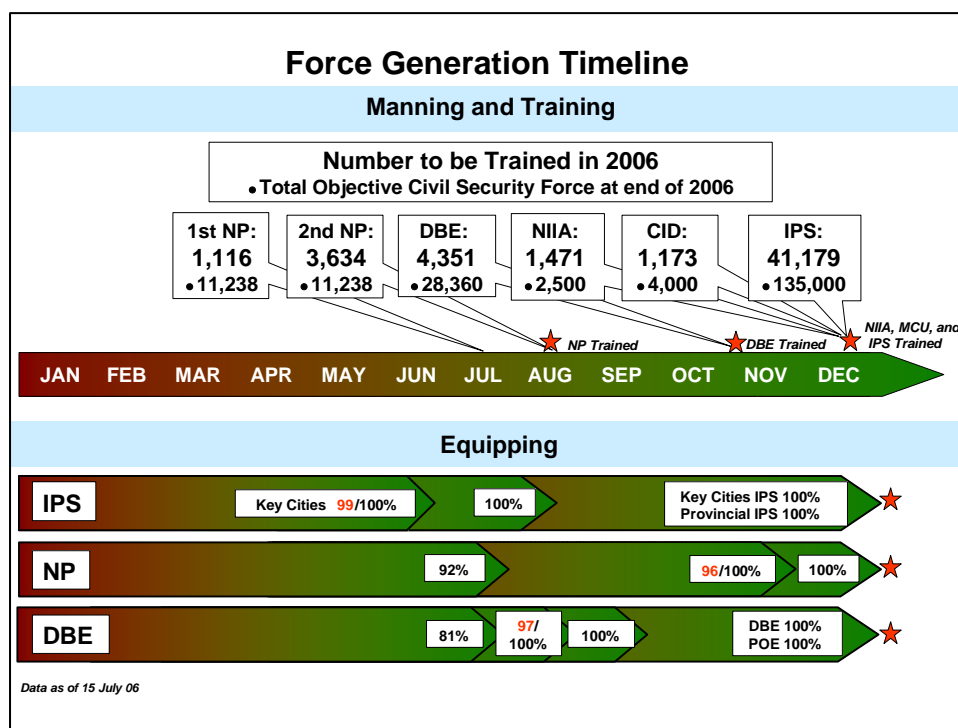 Force Generation Timeline
Manning and Training
Number to be Trained in 2006
•Total Objective Civil Security Force at end of 2006
1st NP:
1,116
•11,238
2nd NP:
3,634
•11,238
DBE:
4,351
•28,360
NIIA:
1,471
•2,500
CID:
1,173
•4,000
IPS:
41,179
•135,000
NP Trained
DBE Trained
NIIA, MCU, and
IPS Trained
JAN FEB MAR APR MAY JUN JUL AUG SEP OCT NOV DEC
Equipping
IPS
Key Cities 99/100%
100%
Key Cities IPS 100%
Provincial IPS 100%
NP
92%
96/100%
100%
DBE
81%
97/
100%
100%
DBE 100%
POE 100%
Data as of 15 July 06